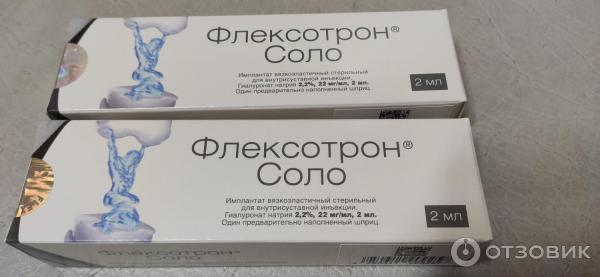 Флексотрон®
Соло
Имплантат вязкоэластичный стерильный
для внутрисуставной инъекции.
Гиалуронат натрия 2,2%, 22 мг/мл, 2 мл.
Один предварительно наполненный шприц.
2 мл
Флексотрон®
Соло
Имплантат вязкоэластичный стерильный
для внутрисуставной инъекции.
Гиалуронат натрия 2,2%, 22 мг/мл, 2 мл.
Один предварительно наполненный шприц.
2 мл
Флексотрон®
Соло
ОТЗОВИК